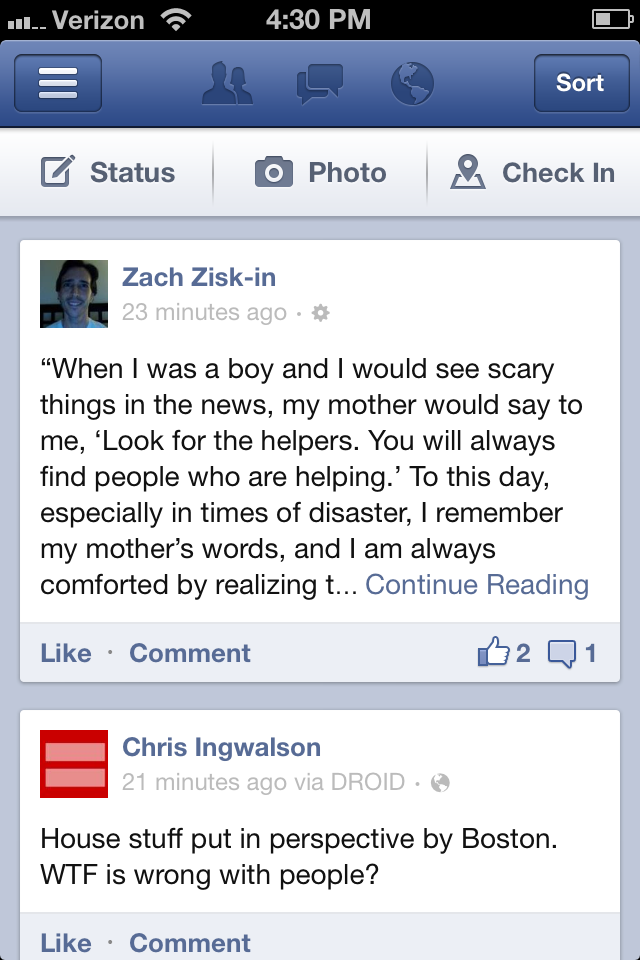 Verizon 4:30 PM
Sort
Status Photo Check In
Zach Ziskin
23 minutes ago ·
“When I was a boy and I would see scary
things in the news, my mother would say to
me, ‘Look for the helpers. You will always
find people who are helping.’ To this day,
especially in times of disaster, I remember
my mother’s words, and I am always
comforted by realizing t... Continue Reading
Like · Comment 2 1
Chris Ingwalson
21 minutes ago via DROID ·
House stuff put in perspective by Boston.
WTF is wrong with people?
Like · Comment